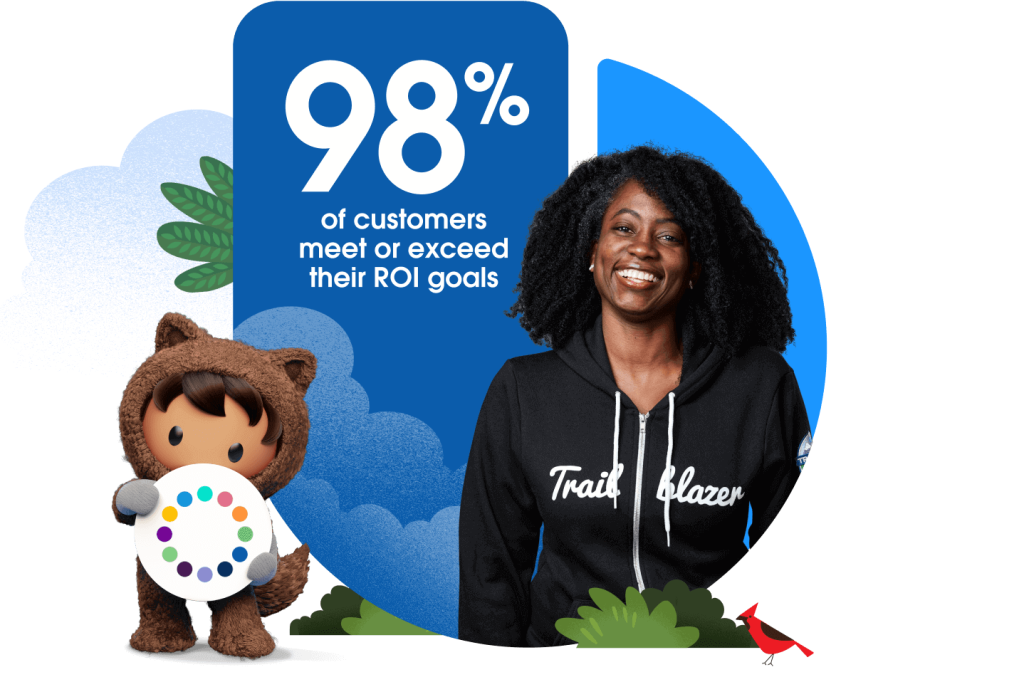 98%
of customers
meet or exceed
their ROI goals
Trail blazer